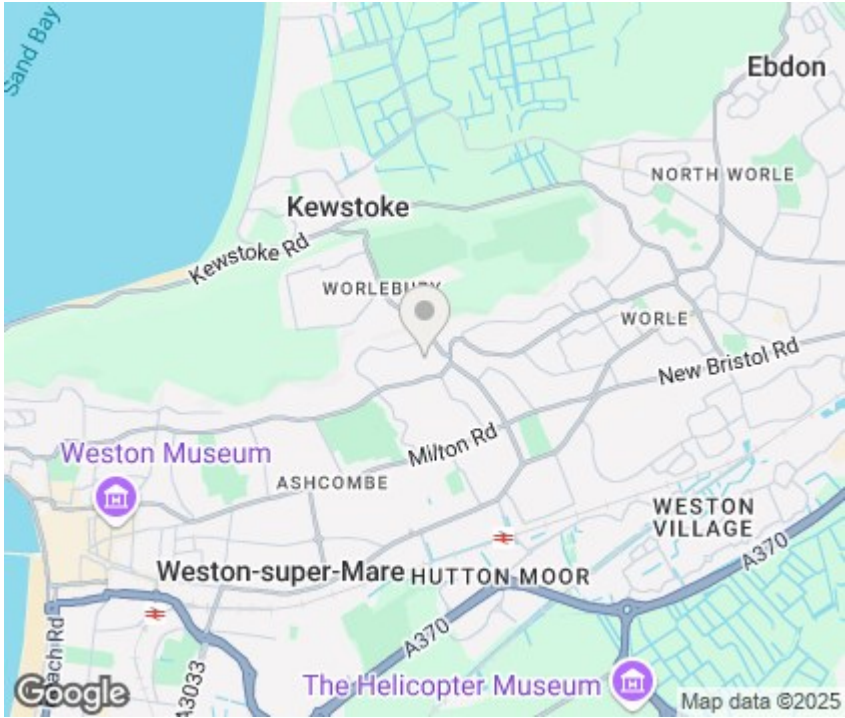 Sand Bay
Ebdon
NORTH WORLE
Kewstoke
Kewstoke Rd
WORLEBURY
WORLE
New Bristol Rd
Milton Rd
Weston Museum
ASHCOMBE
WESTON
VILLAGE
A370
Weston-super-Mare
HUTTON MOOR
A370
A3033
The Helicopter Museum
Google
Map data ©2025